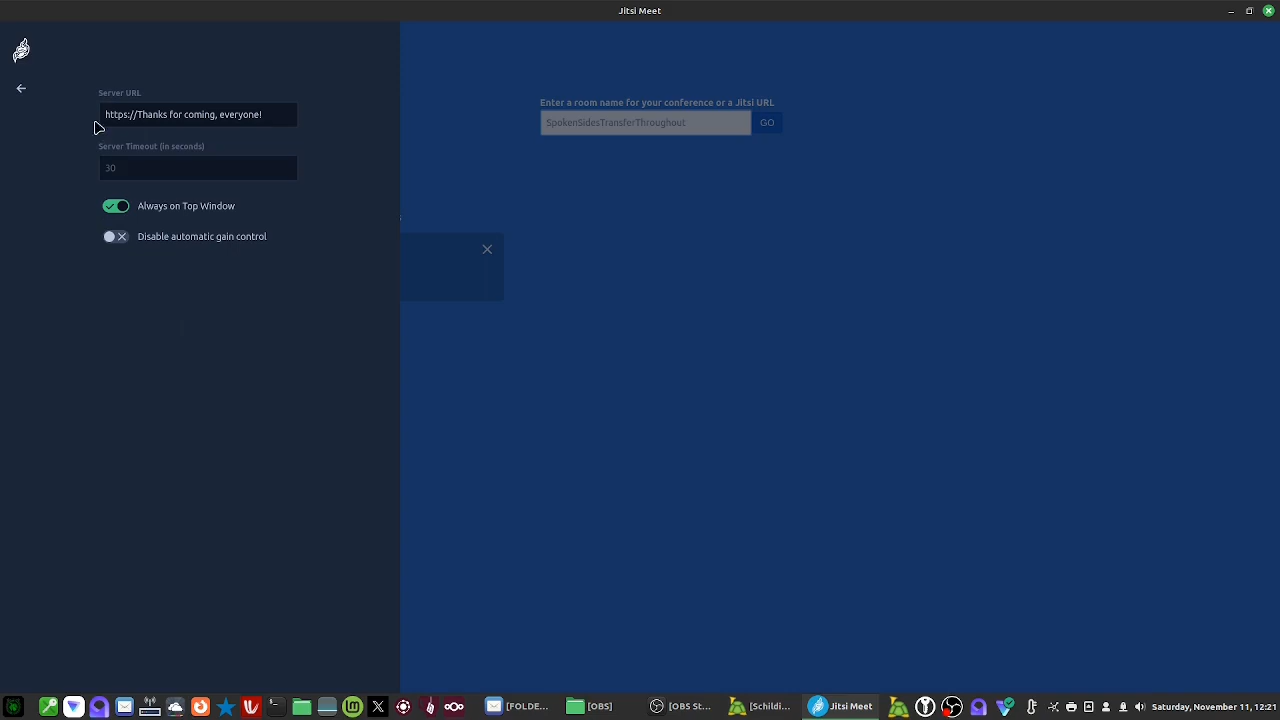 Jitsi Meet
Server URL
https://Thanks for coming, everyone!
Server Timeout (in seconds)
30
Always on Top Window
Disable automatic gain control
Enter a room name for your conference or a Jitsi URL
SpokenSidesTransferThroughout
GO
[FOLDE...
[OBS]
[OBS St...
[Schildi...
Jitsi Meet
Saturday, November 11, 12:21